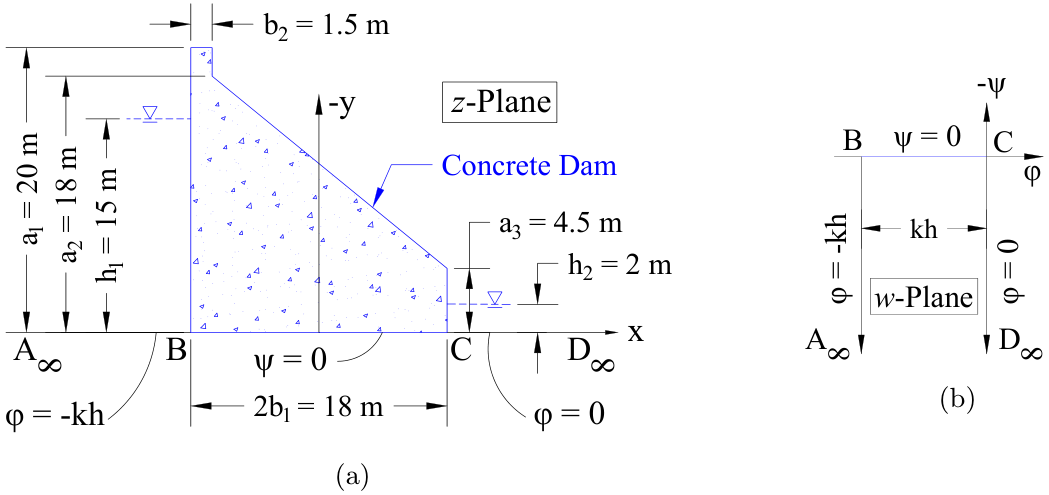 b₂ = 1.5 m
-y
z-Plane
a₁ = 20 m
a₂ = 18 m
h₁ = 15 m
Concrete Dam
a₃ = 4.5 m
h₂ = 2 m
A∞
B
ψ = 0
C
D∞
x
φ = -kh
2b₁ = 18 m
φ = 0
(a)
-ψ
B
ψ = 0
C
φ
φ = -kh
kh
φ = 0
w-Plane
A∞
D∞
(b)